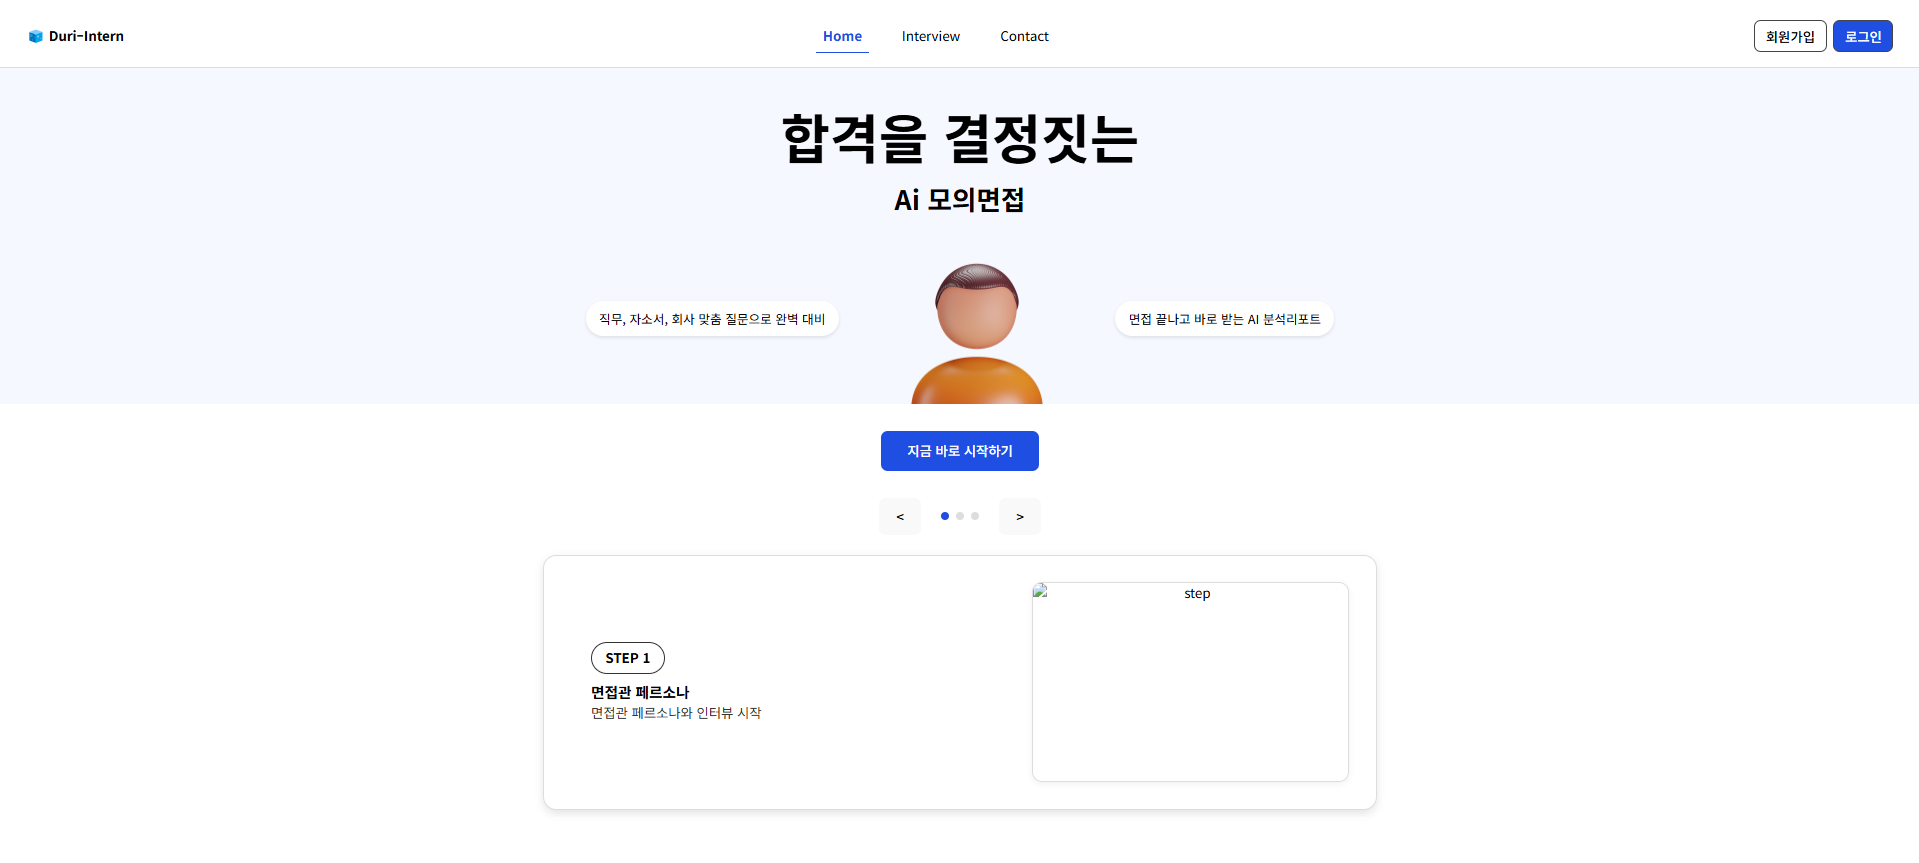 Duri-Intern
Home
Interview
Contact
회원가입
로그인
합격을 결정짓는
Ai 모의면접
직무, 자소서, 회사 맞춤 질문으로 완벽 대비
면접 끝나고 바로 받는 AI 분석리포트
지금 바로 시작하기
<
>
step
STEP 1
면접관 페르소나
면접관 페르소나와 인터뷰 시작